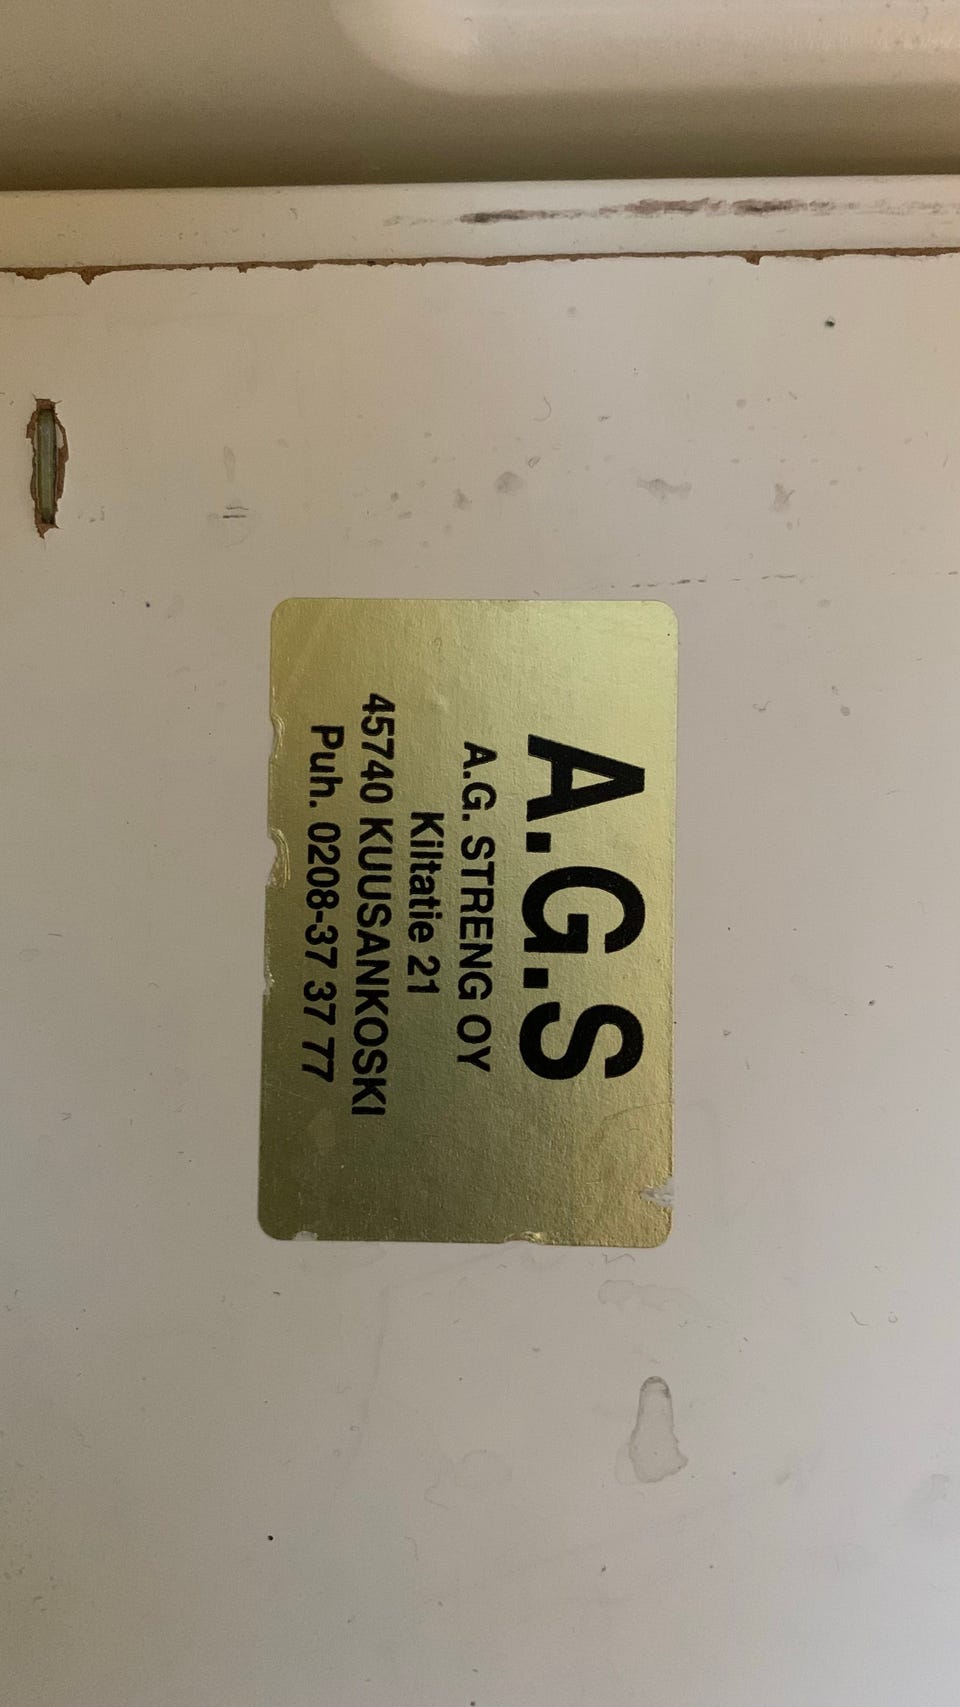 A.G.S
A.G. STRENG OY
Kiltatie 21
45740 KUUSANKOSKI
Puh. 0208-37 37 77